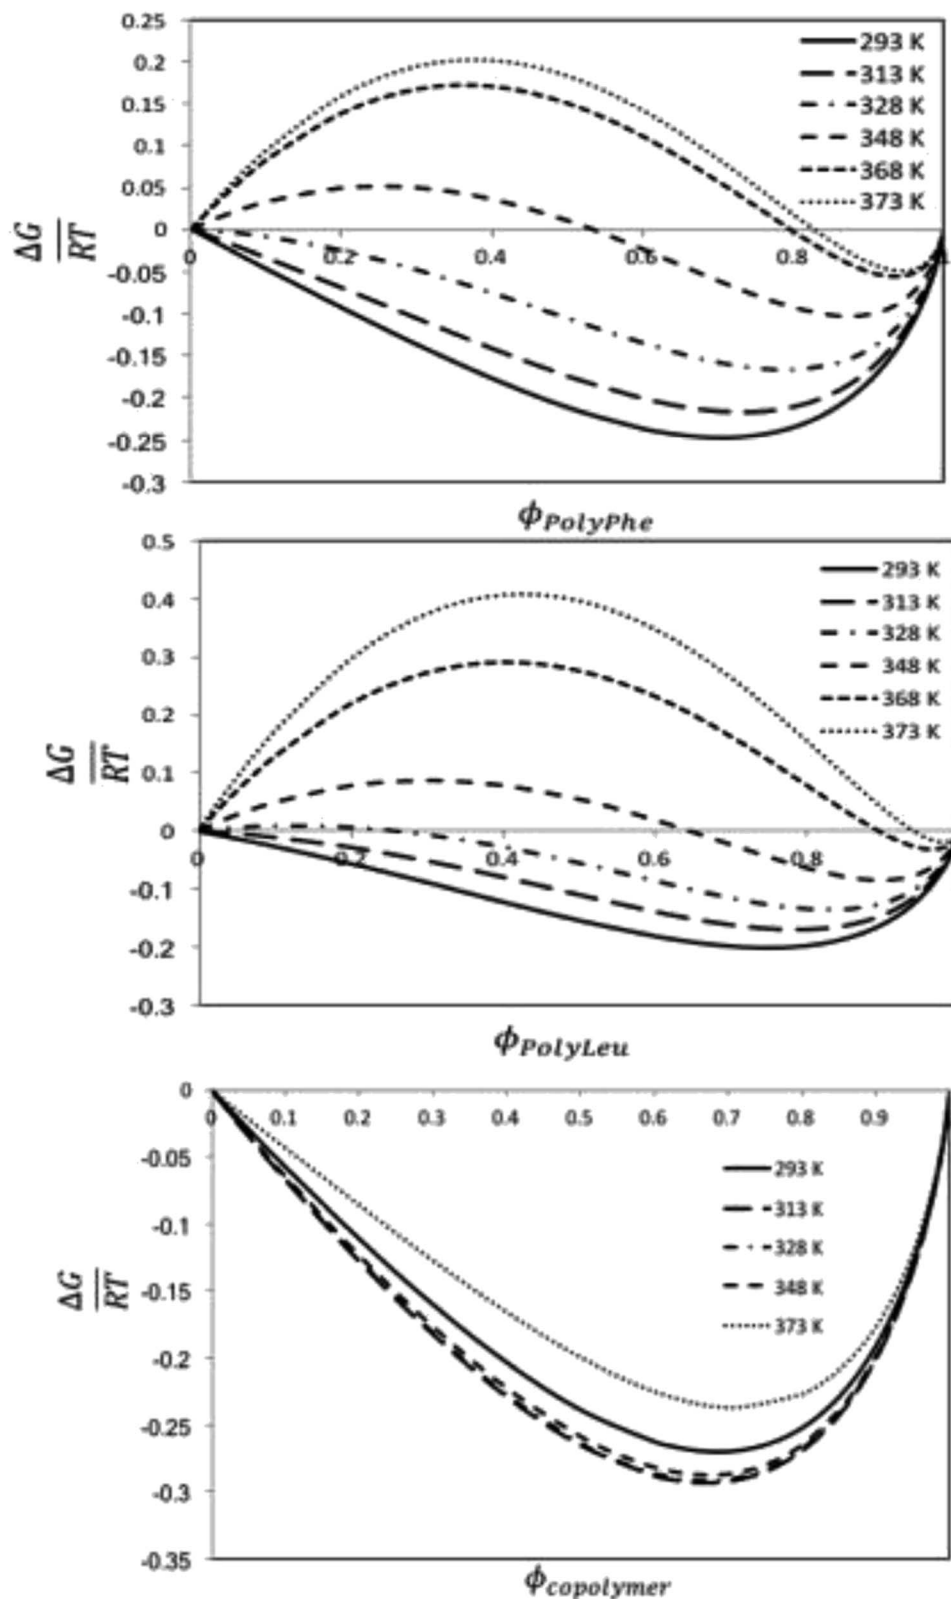 0.25
0.2
0.15
0.1
0.05
0
-0.05
-0.1
-0.15
-0.2
-0.25
-0.3
ΔG
RT
0
0.2
0.4
0.6
0.8
1
293 K
313 K
328 K
348 K
368 K
373 K
ϕPolyPhe
0.5
0.4
0.3
0.2
0.1
0
-0.1
-0.2
-0.3
ΔG
RT
0
0.2
0.4
0.6
0.8
293 K
313 K
328 K
348 K
368 K
373 K
ϕPolyLeu
0
-0.05
-0.1
-0.15
-0.2
-0.25
-0.3
-0.35
ΔG
RT
0
0.1
0.2
0.3
0.4
0.5
0.6
0.7
0.8
0.9
293 K
313 K
328 K
348 K
373 K
ϕcopolymer